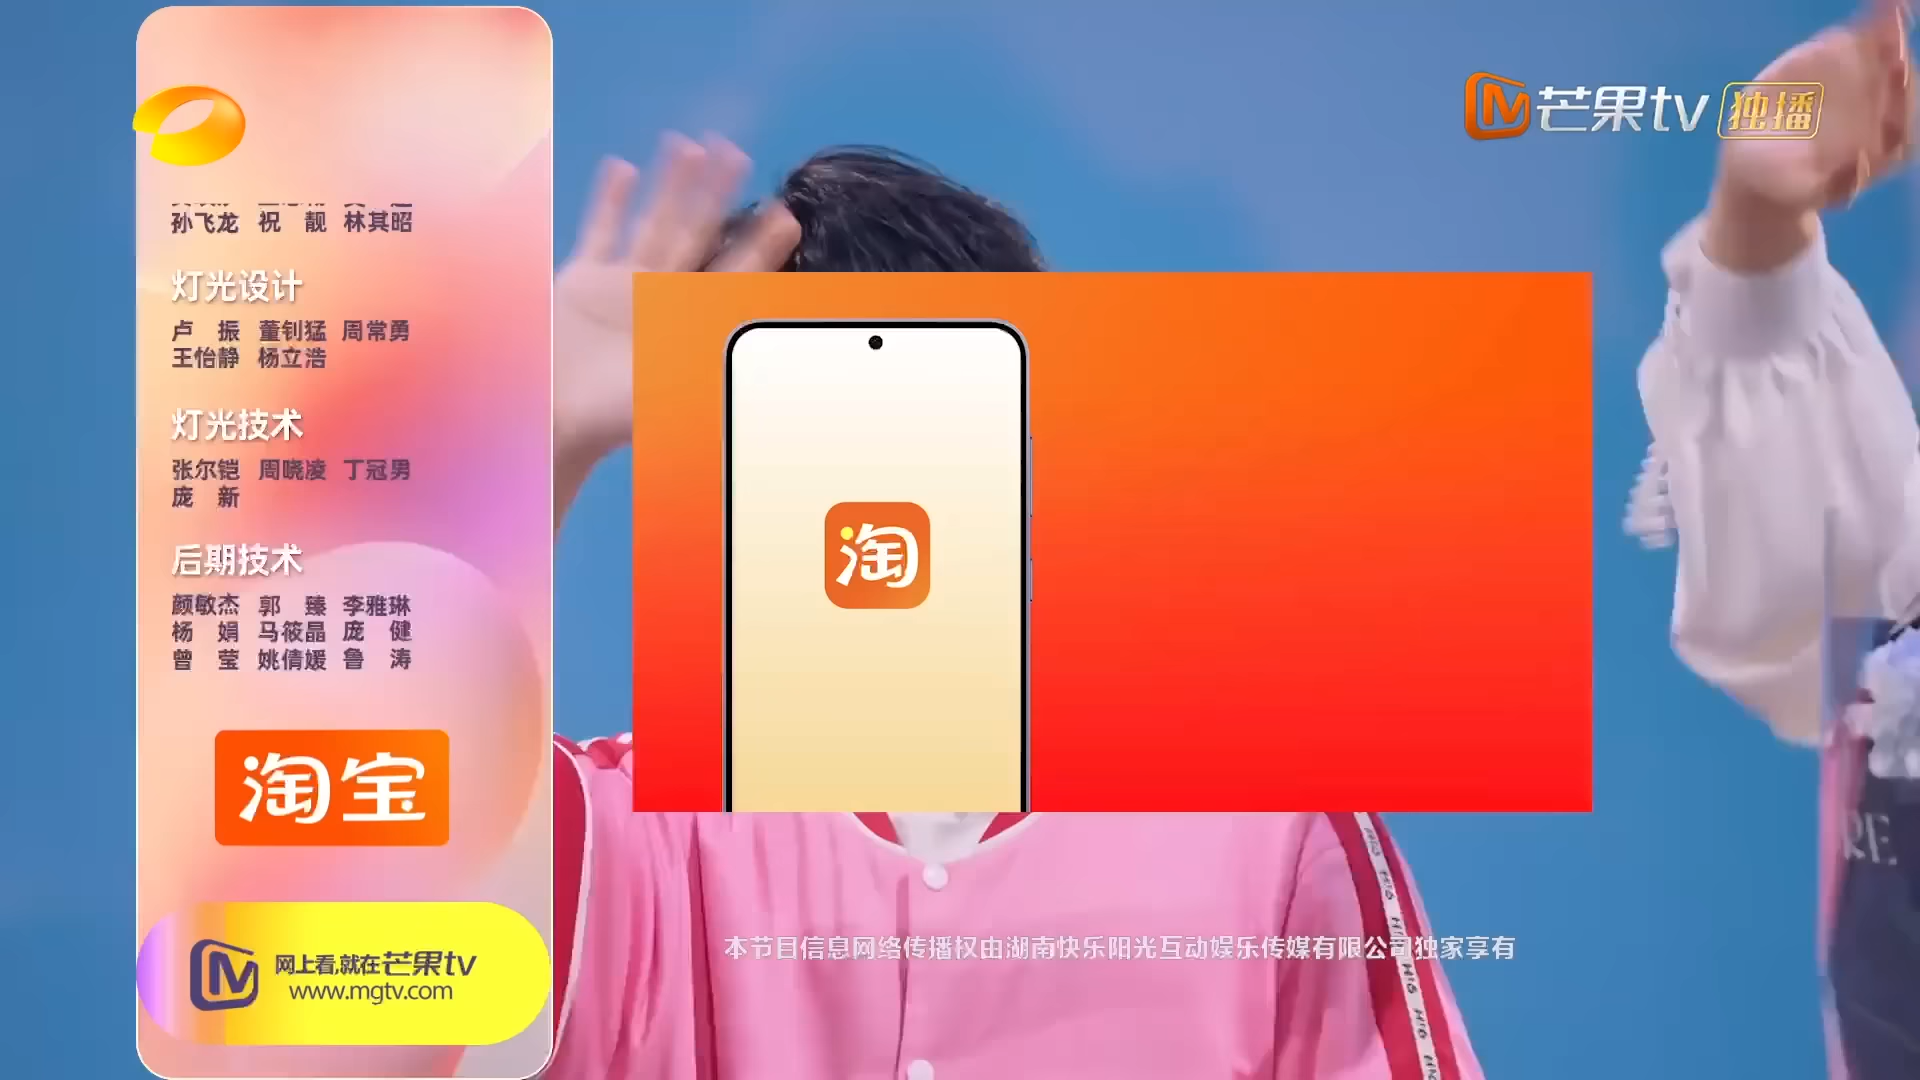 芒果tv 独播
孙飞龙 祝 靓 林其昭
灯光设计
卢 振 董钊猛 周常勇
王怡静 杨立浩
灯光技术
张尔铠 周晓凌 丁冠男
庞 新
后期技术
颜敏杰 郭 臻 李雅琳
杨 娟 马筱晶 庞 健
曾 莹 姚倩媛 鲁 涛
淘宝
淘
网上看,就在芒果tv
www.mgtv.com
本节目信息网络传播权由湖南快乐阳光互动娱乐传媒有限公司独家享有